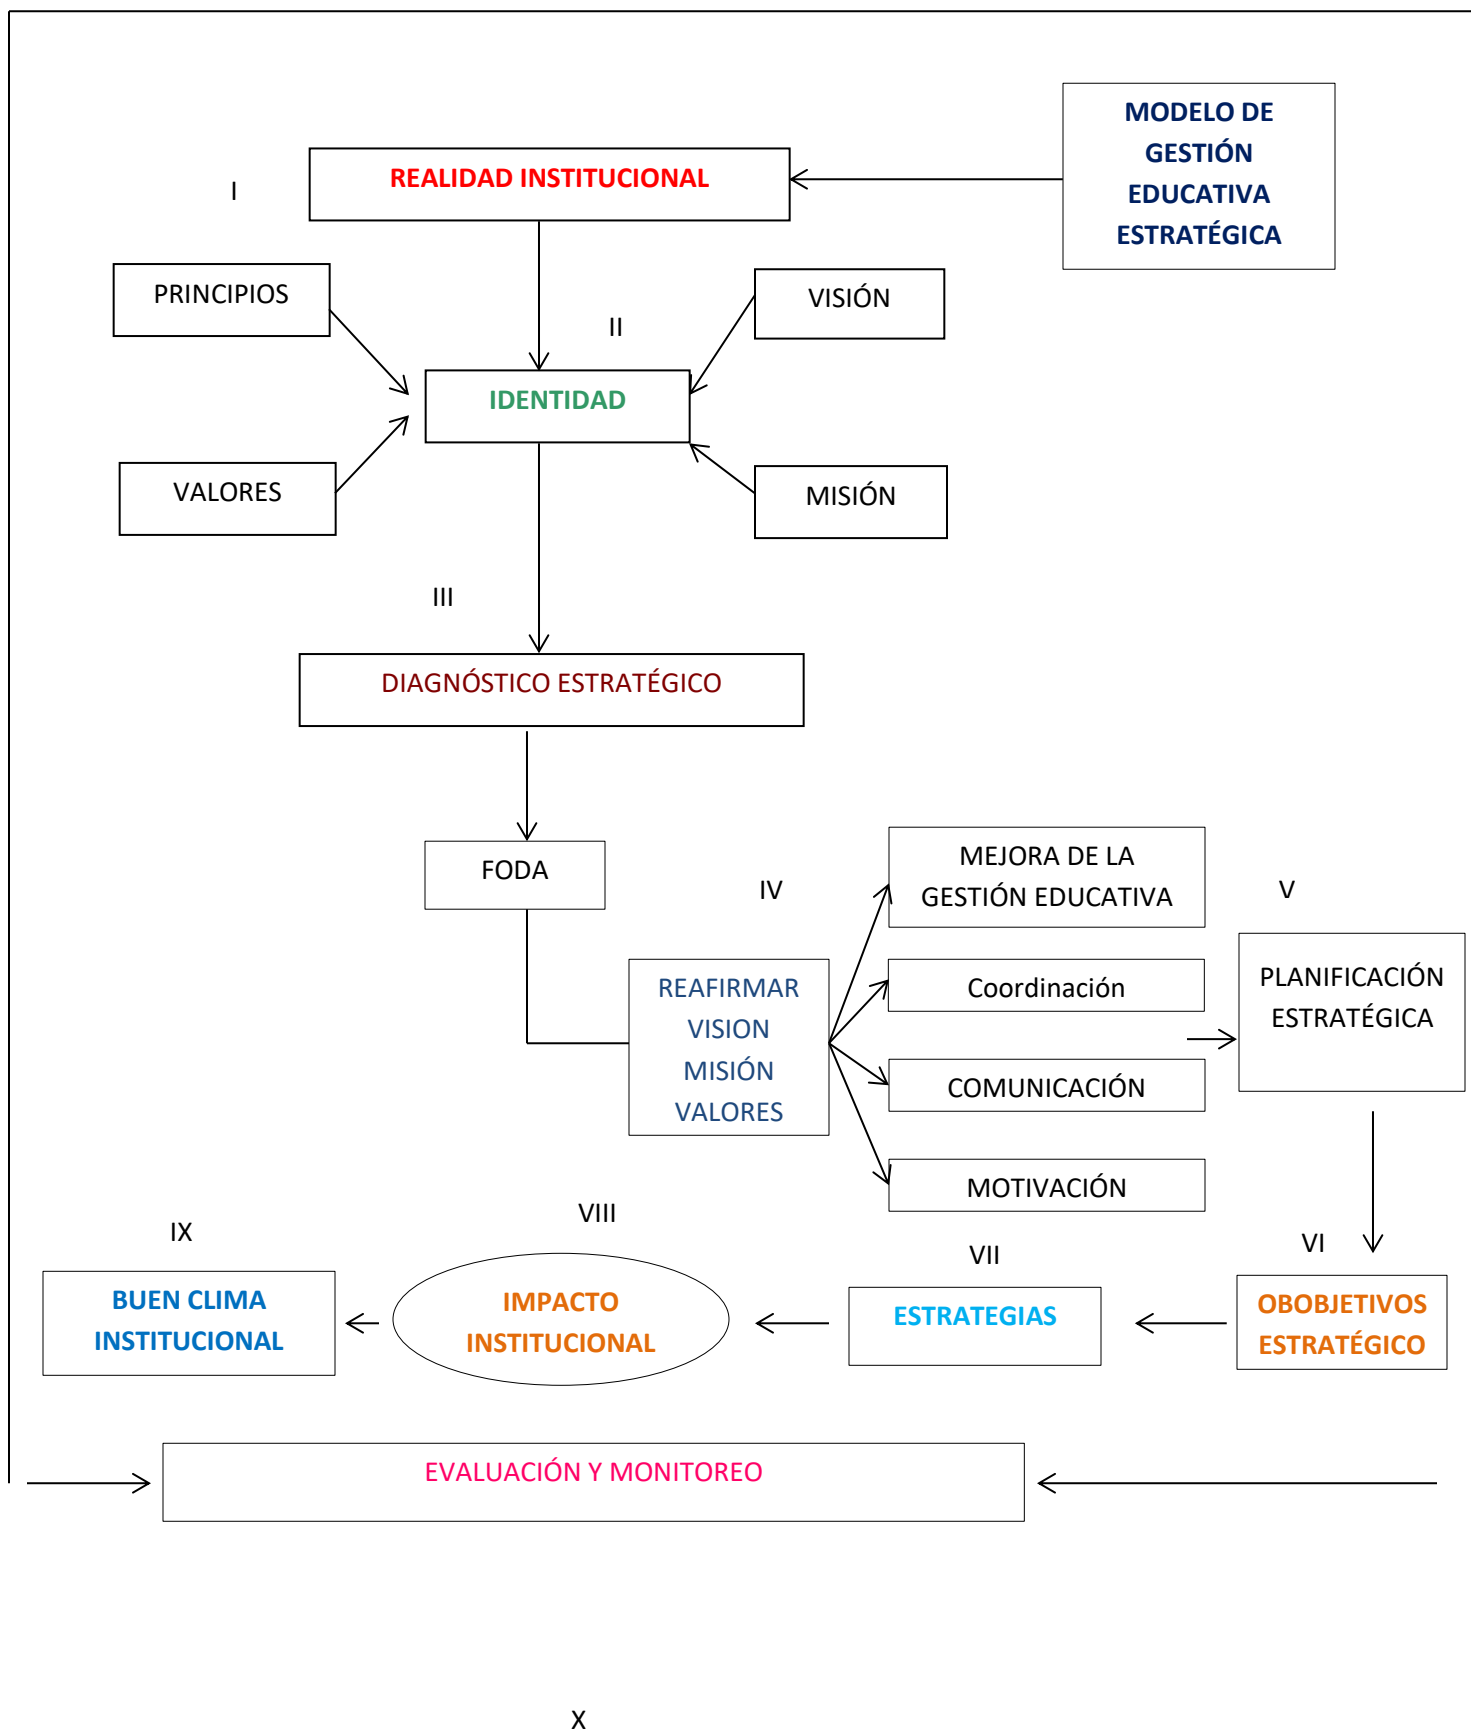 MODELO DE
GESTIÓN
EDUCATIVA
ESTRATÉGICA
I
REALIDAD INSTITUCIONAL
PRINCIPIOS
VISIÓN
II
IDENTIDAD
VALORES
MISIÓN
III
DIAGNÓSTICO ESTRATÉGICO
FODA
IV
MEJORA DE LA
GESTIÓN EDUCATIVA
V
REAFIRMAR
VISION
MISIÓN
VALORES
Coordinación
COMUNICACIÓN
MOTIVACIÓN
PLANIFICACIÓN
ESTRATÉGICA
VI
OBOBJETIVOS
ESTRATÉGICO
VII
ESTRATEGIAS
VIII
IMPACTO
INSTITUCIONAL
IX
BUEN CLIMA
INSTITUCIONAL
EVALUACIÓN Y MONITOREO
X